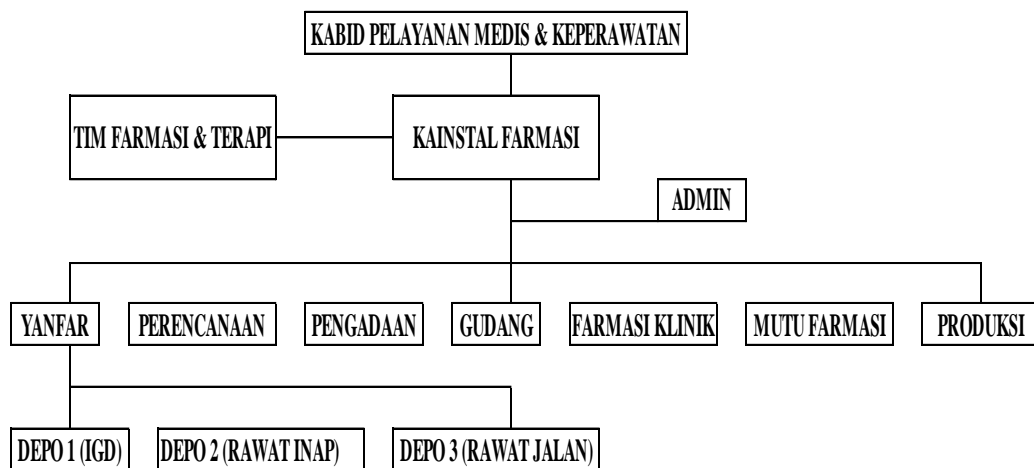 KABID PELAYANAN MEDIS & KEPERAWATAN
TIM FARMASI & TERAPI
KAINSTAL FARMASI
ADMIN
YANFAR
PERENCANAAN
PENGADAAN
GUDANG
FARMASI KLINIK
MUTU FARMASI
PRODUKSI
DEPO 1 (IGD)
DEPO 2 (RAWAT INAP)
DEPO 3 (RAWAT JALAN)